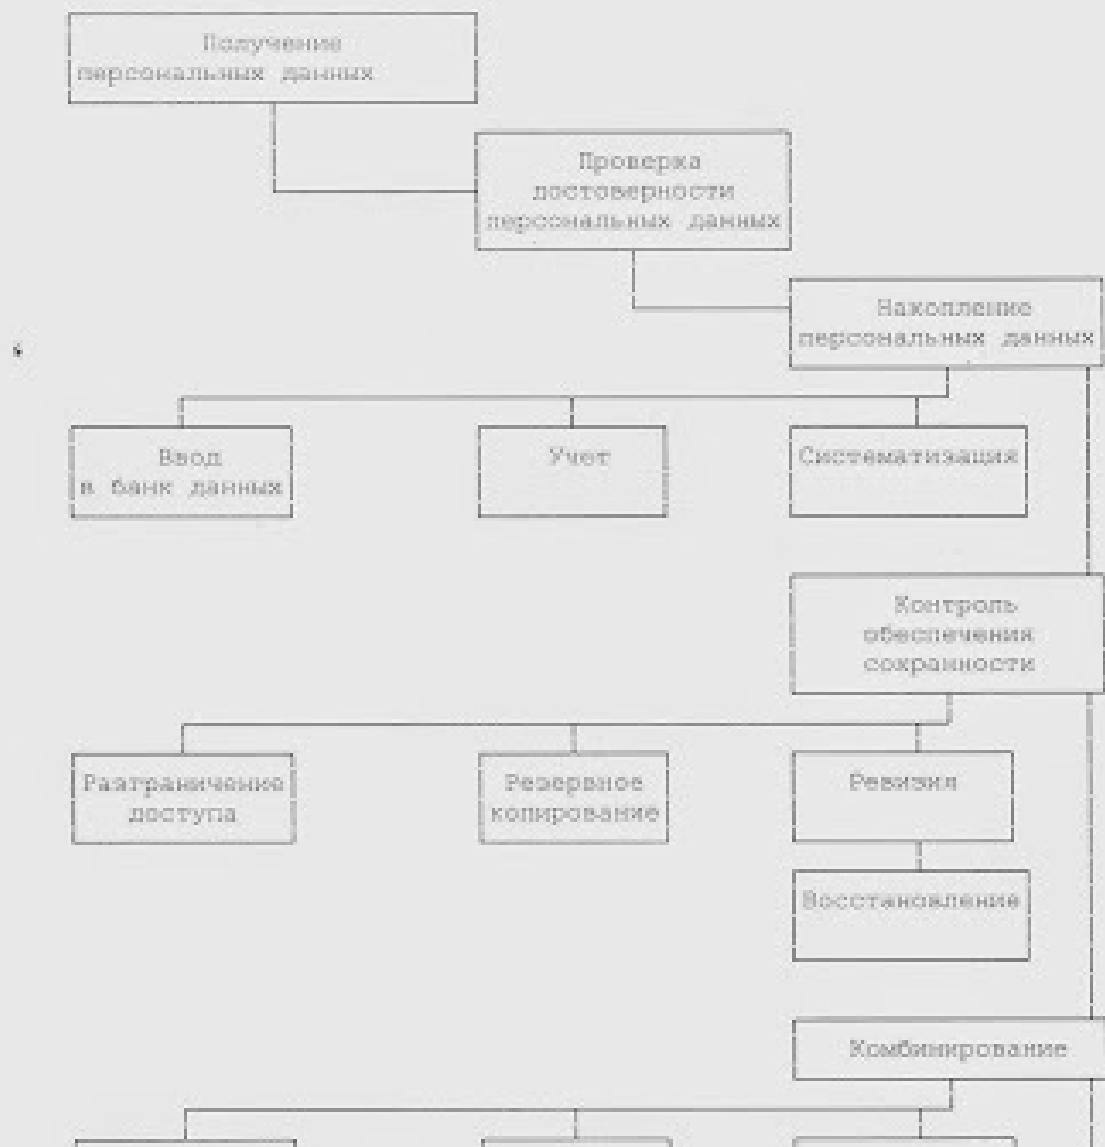 Получение
персональных данных
Проверка
достоверности
персональных данных
Накопление
персональных данных
Ввод
в банк данных
Учет
Систематизация
Контроль
обеспечения
сохранности
Разграничение
доступа
Резервное
копирование
Ревизия
Восстановление
Комбинирование